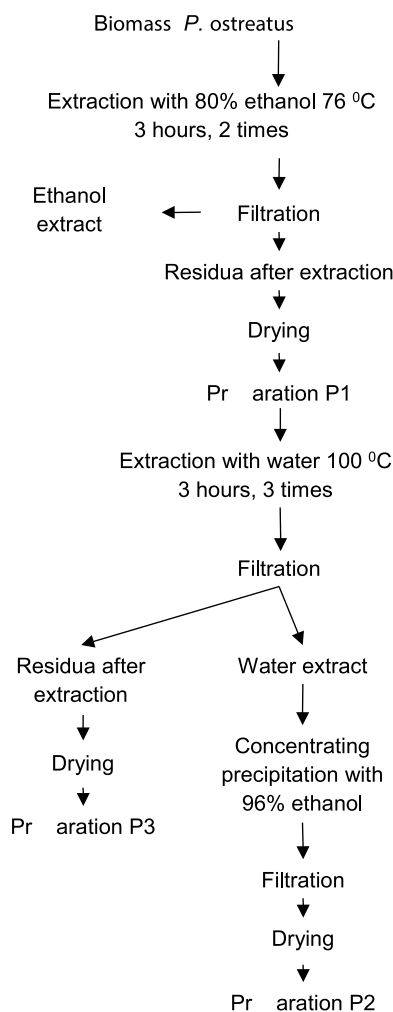 Biomass P. ostreatus
Extraction with 80% ethanol 76 ⁰C
3 hours, 2 times
Ethanol
extract
Filtration
Residua after extraction
Drying
Pr aration P1
Extraction with water 100 ⁰C
3 hours, 3 times
Filtration
Residua after
extraction
Drying
Pr aration P3
Water extract
Concentrating
precipitation with
96% ethanol
Filtration
Drying
Pr aration P2